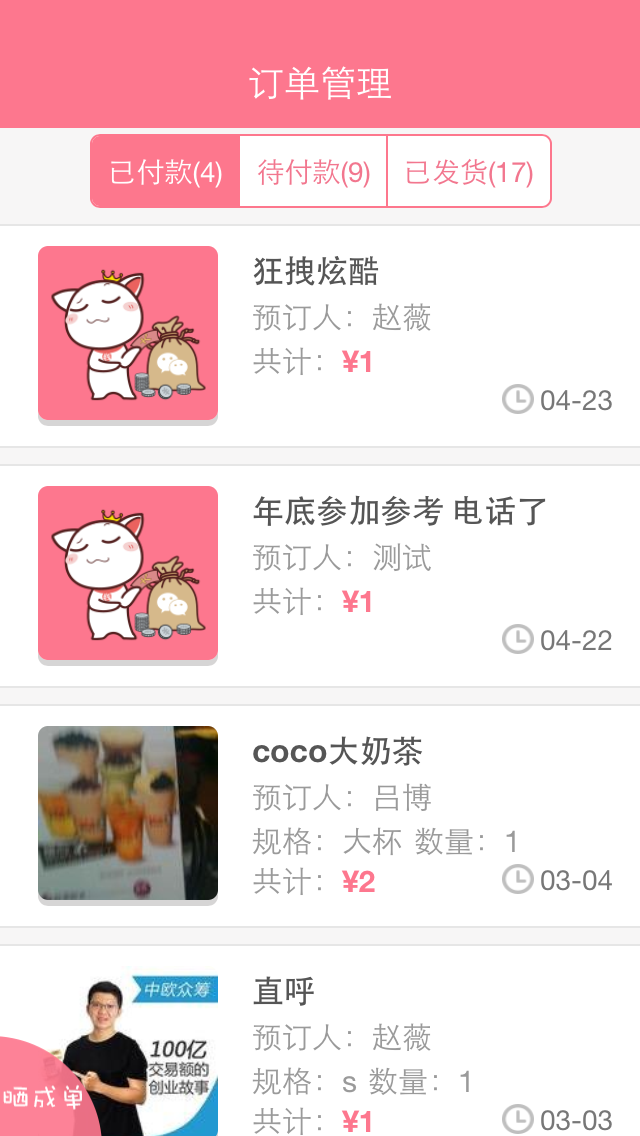 订单管理
已付款(4) 待付款(9) 已发货(17)
狂拽炫酷
预订人：赵薇
共计：¥1
04-23
年底参加参考 电话了
预订人：测试
共计：¥1
04-22
coco大奶茶
预订人：吕博
规格：大杯 数量：1
共计：¥2
03-04
中欧众筹
100亿
交易额的
创业故事
直呼
预订人：赵薇
规格：s 数量：1
共计：¥1
03-03
晒成单